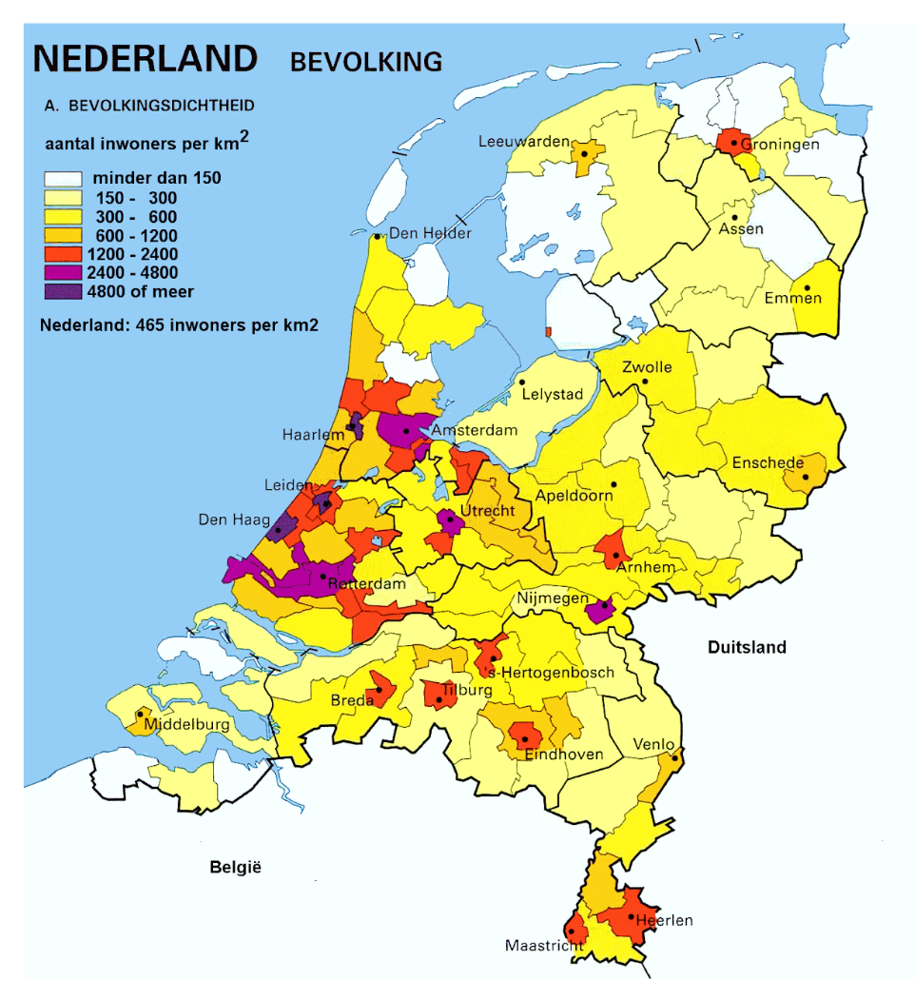 NEDERLAND BEVOLKING
A. BEVOLKINGSDICHTHEID
aantal inwoners per km2
minder dan 150
150 - 300
300 - 600
600 - 1200
1200 - 2400
2400 - 4800
4800 of meer
Nederland: 465 inwoners per km2
Leeuwarden
Groningen
Den Helder
Assen
Emmen
Zwolle
Lelystad
Haarlem
Amsterdam
Enschede
Leiden
Apeldoorn
Den Haag
Utrecht
Arnhem
Rotterdam
Nijmegen
Duitsland
's-Hertogenbosch
Breda
Tilburg
Middelburg
Venlo
Eindhoven
België
Heerlen
Maastricht